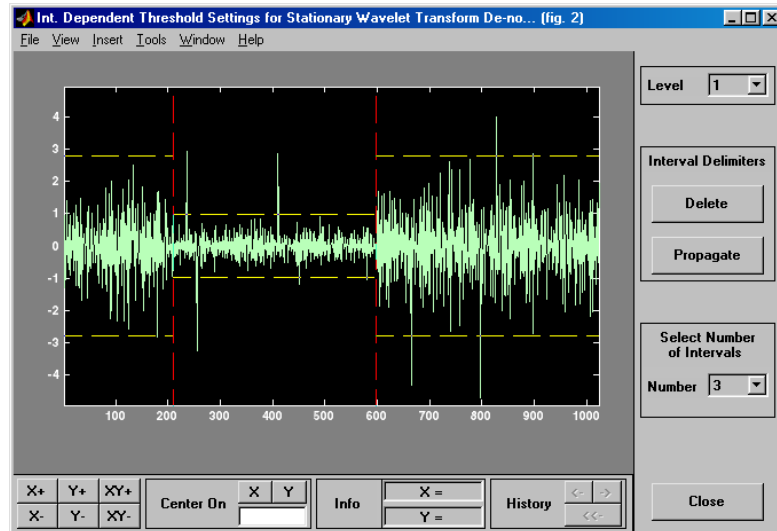 Int. Dependent Threshold Settings for Stationary Wavelet Transform De-no... (fig. 2)
File View Insert Tools Window Help
Level 1
4
3
2
1
0
-1
-2
-3
-4
100 200 300 400 500 600 700 800 900 1000
Interval Delimiters
Delete
Propagate
Select Number
of Intervals
Number 3
X+ Y+ XY+
X- Y- XY-
Center On X Y
Info X =
Y =
History <- ->
<<-
Close